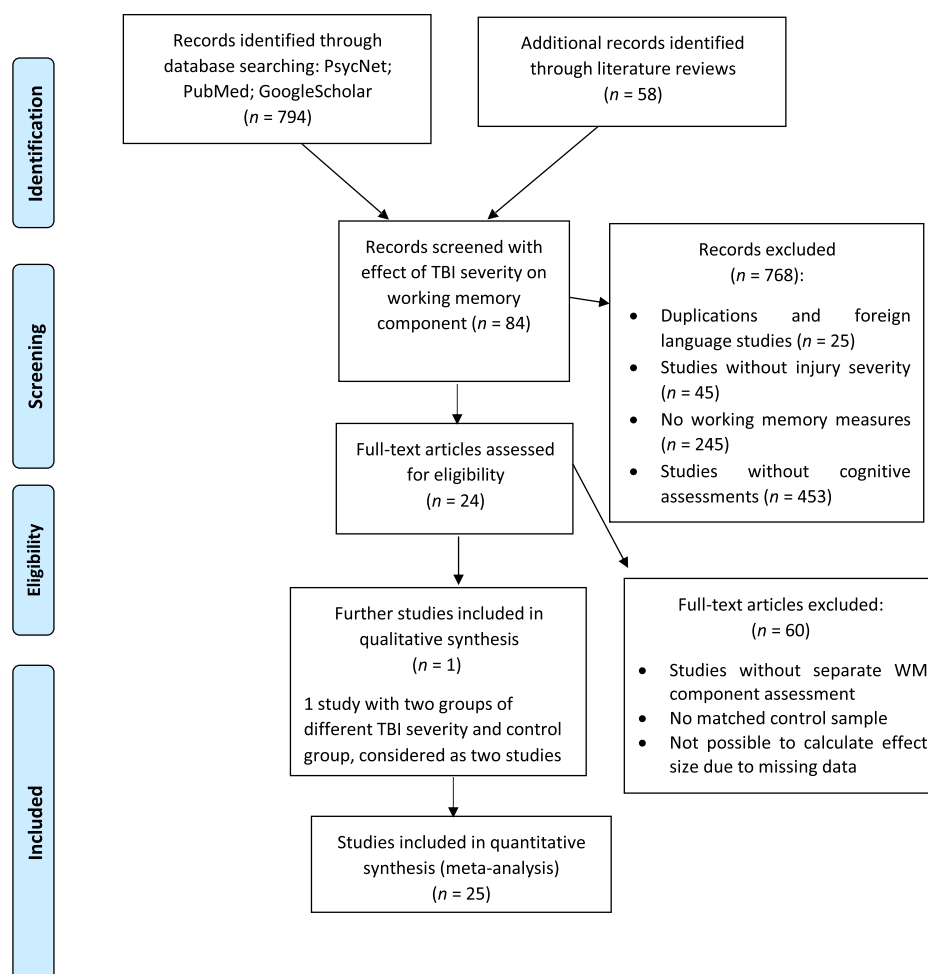 Records identified through
database searching: PsycNet;
PubMed; GoogleScholar
(n = 794)
Additional records identified
through literature reviews
(n = 58)
Identification
Records screened with
effect of TBI severity on
working memory
component (n = 84)
Records excluded
(n = 768):
• Duplications and foreign
language studies (n = 25)
• Studies without injury severity
(n = 45)
• No working memory measures
(n = 245)
• Studies without cognitive
assessments (n = 453)
Screening
Full-text articles assessed
for eligibility
(n = 24)
Eligibility
Further studies included in
qualitative synthesis
(n = 1)
1 study with two groups of
different TBI severity and control
group, considered as two studies
Full-text articles excluded:
(n = 60)
• Studies without separate WM
component assessment
• No matched control sample
• Not possible to calculate effect
size due to missing data
Included
Studies included in quantitative
synthesis (meta-analysis)
(n = 25)